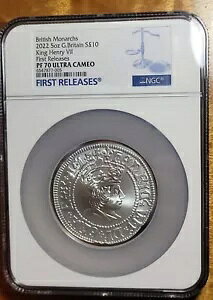 British Monarchs
2022 5oz G.Britain S£10
King Henry VII
First Releases
PF 70 ULTRA CAMEO
FIRST RELEASES®
NGC